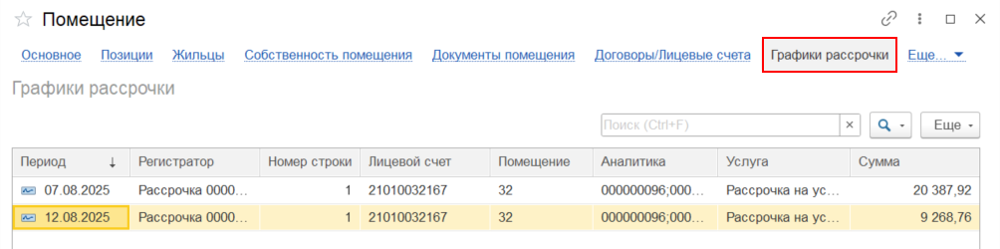 Помещение
Основное Позиции Жильцы Собственность помещения Документы помещения Договоры/Лицевые счета Графики рассрочки Еще...
Графики рассрочки
Поиск (Ctrl+F) × Еще
Период ↓ Регистратор Номер строки Лицевой счет Помещение Аналитика Услуга Сумма
07.08.2025 Рассрочка 0000... 1 21010032167 32 000000096;000... Рассрочка на ус... 20 387,92
12.08.2025 Рассрочка 0000... 1 21010032167 32 000000096;000... Рассрочка на ус... 9 268,76